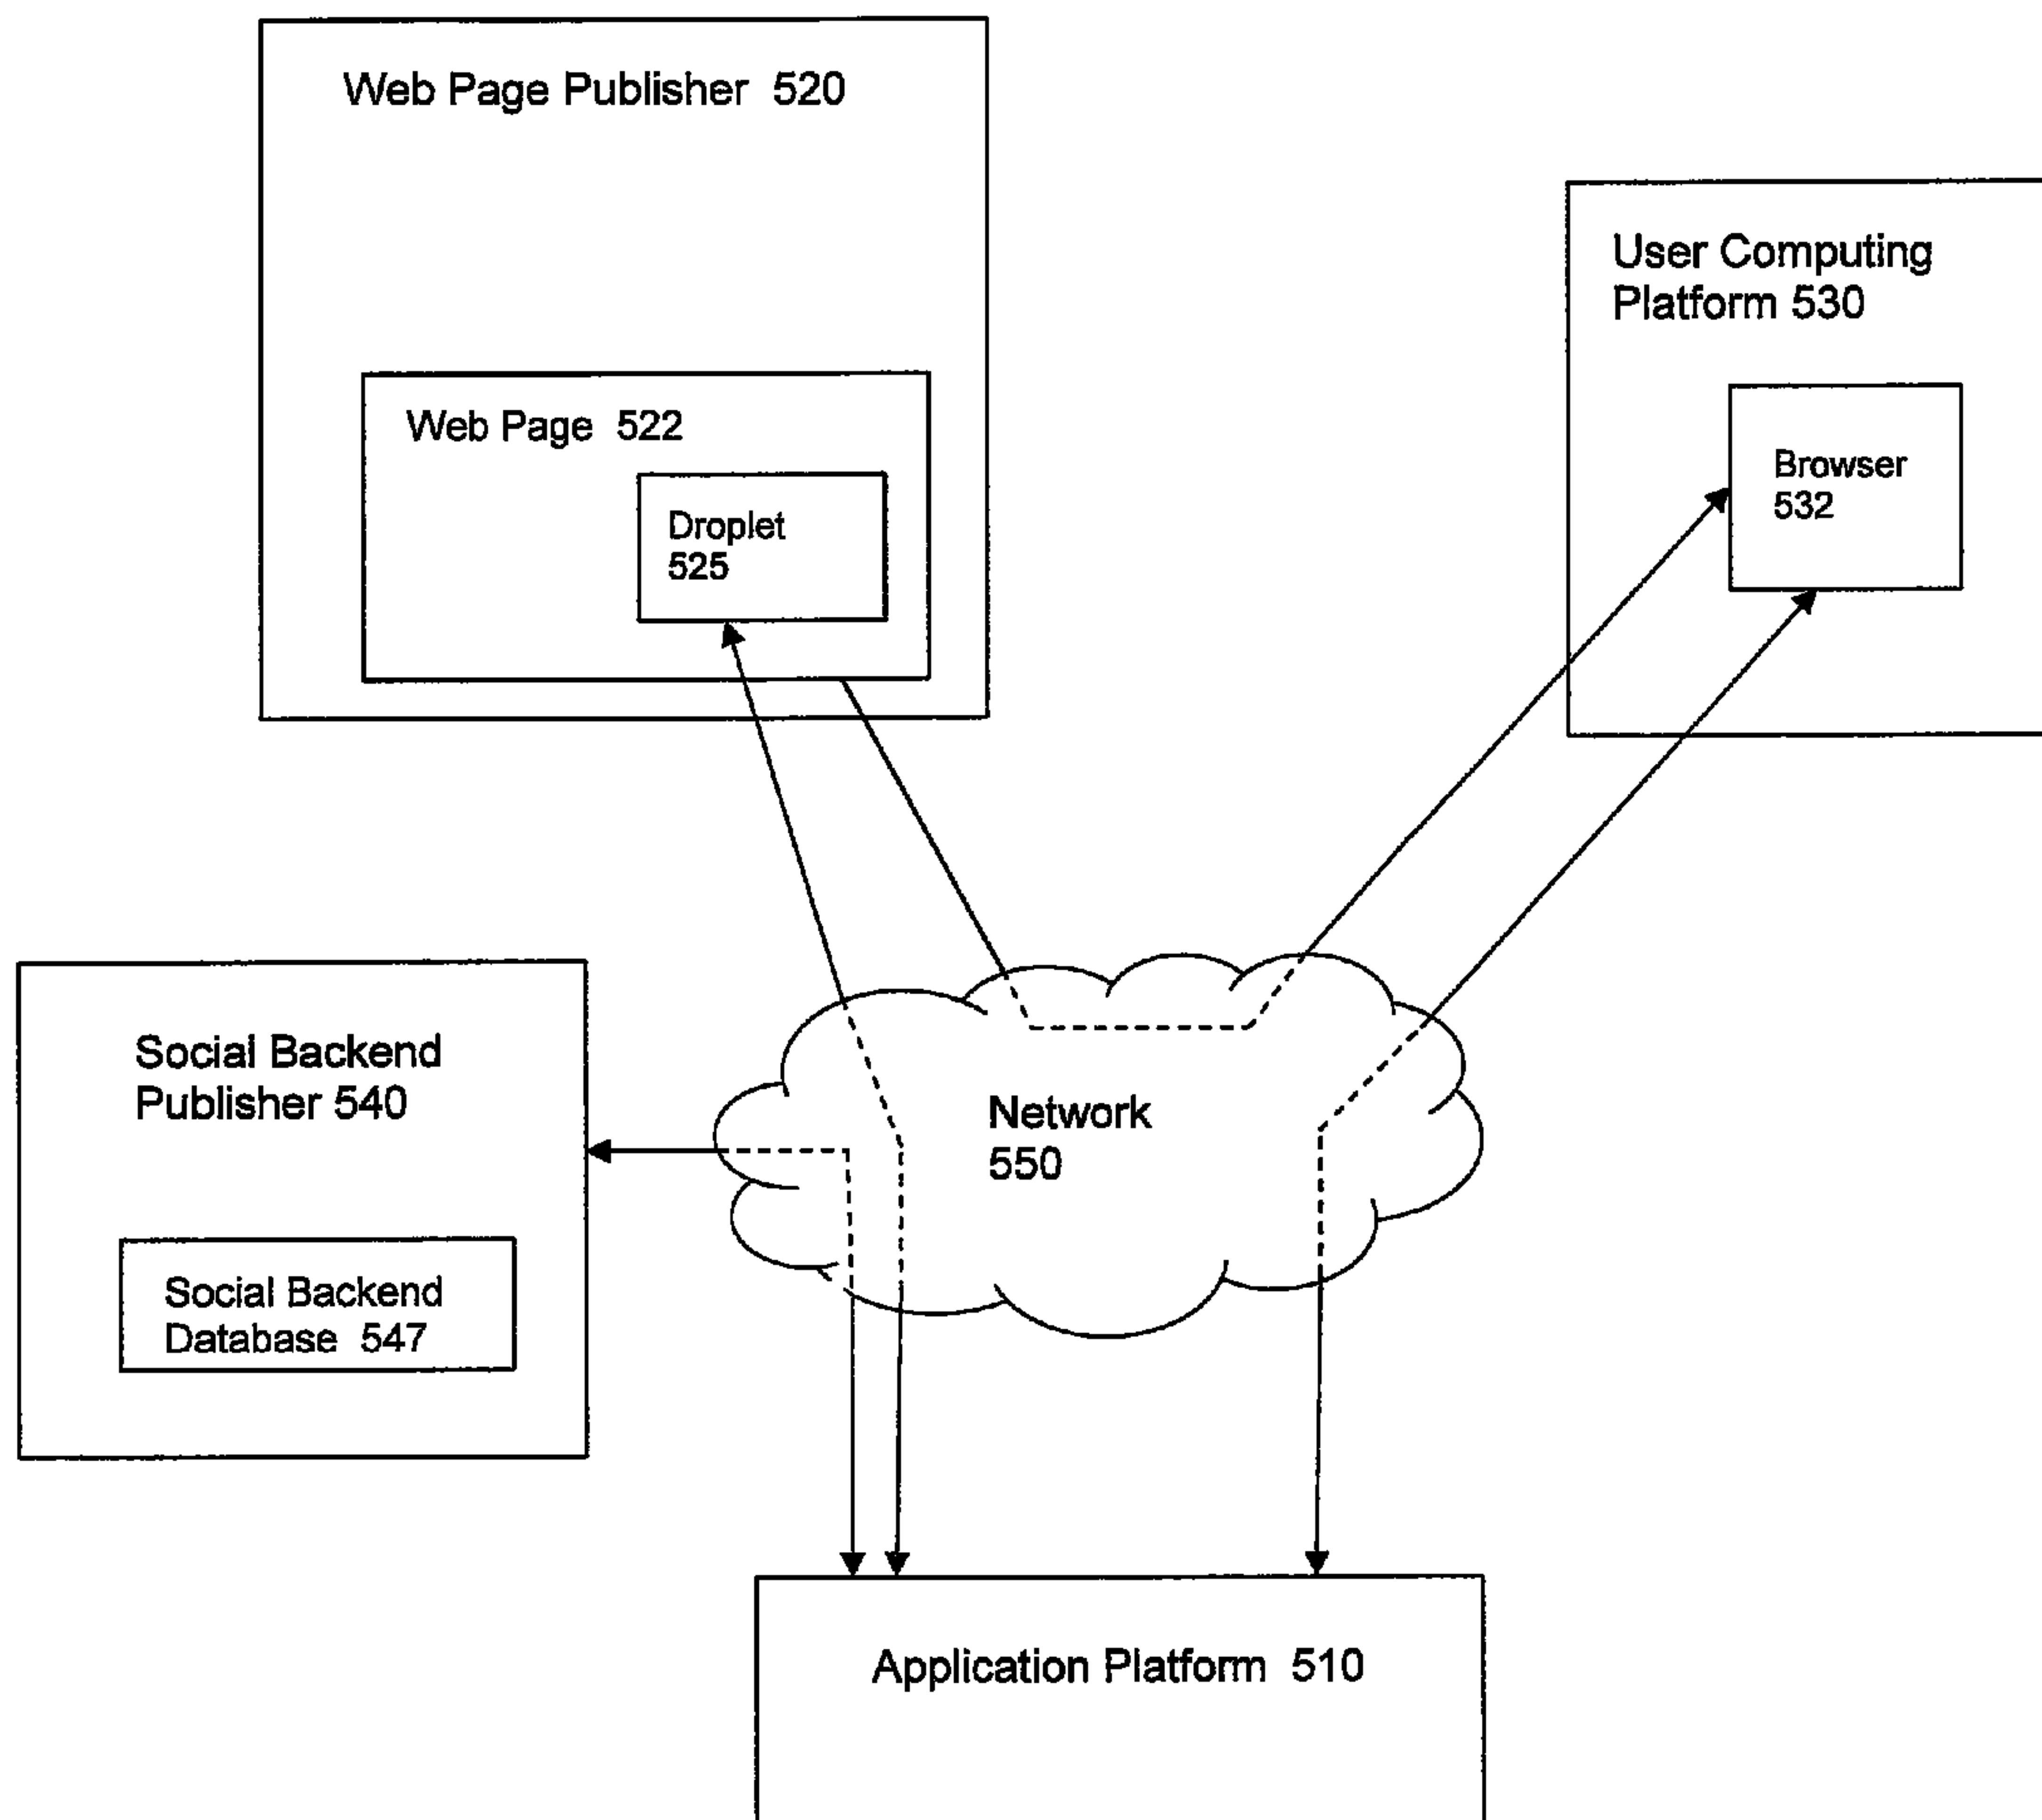 Web Page Publisher 520
Web Page 522
Droplet
525
User Computing
Platform 530
Browser
532
Social Backend
Publisher 540
Social Backend
Database 547
Network
550
Application Platform 510